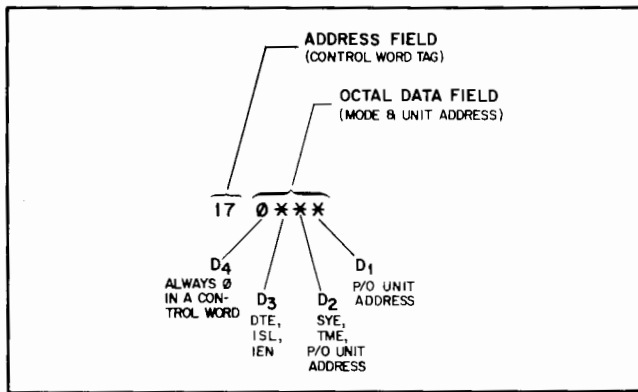 ADDRESS FIELD
(CONTROL WORD TAG)
OCTAL DATA FIELD
(MODE & UNIT ADDRESS)
17 Ø***
D4
ALWAYS Ø
IN A CON-
TROL WORD
D3
DTE,
ISL,
IEN
D2
SYE,
TME,
P/O UNIT
ADDRESS
D1
P/O UNIT
ADDRESS